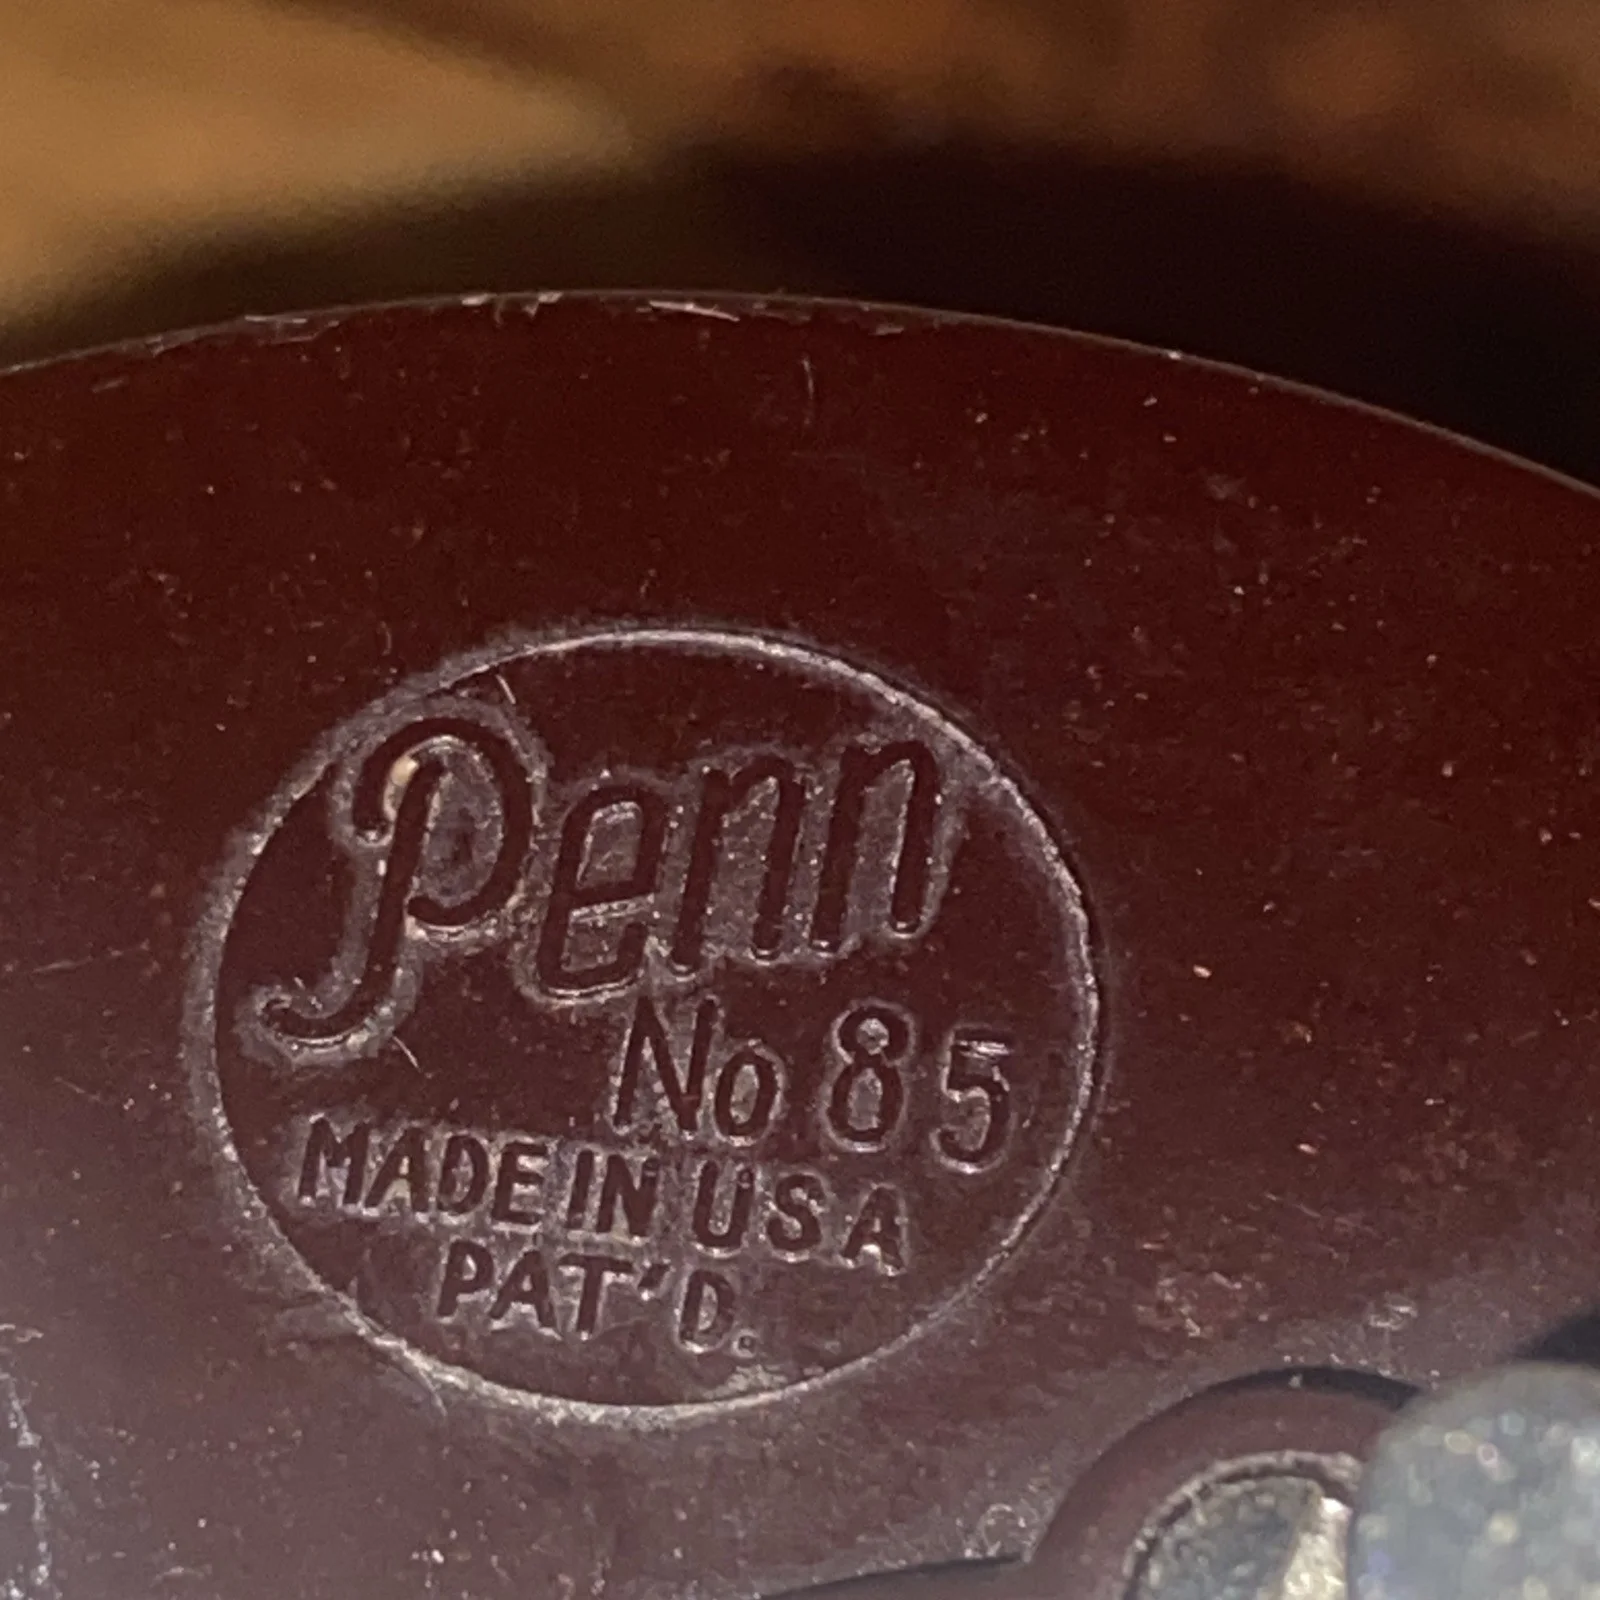 Penn
No 85
MADE IN USA
PAT'D.